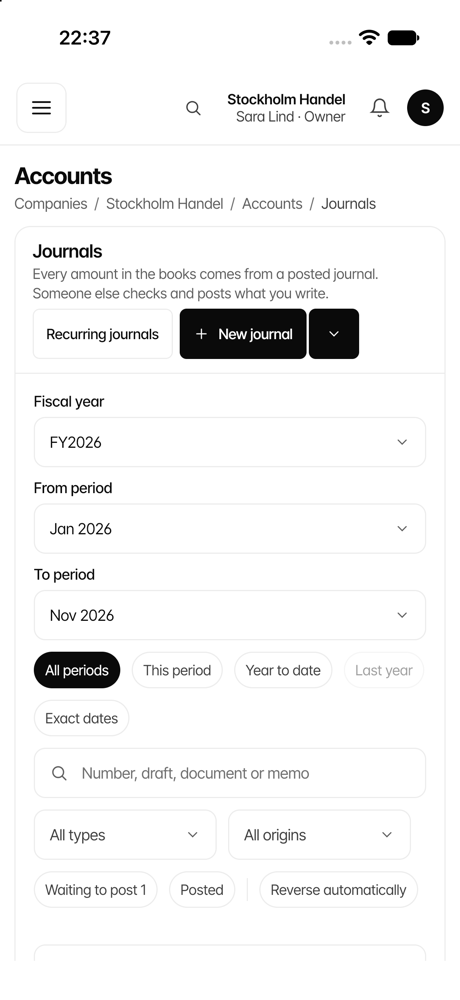 22:37
Stockholm Handel
Sara Lind · Owner
S
Accounts
Companies / Stockholm Handel / Accounts / Journals
Journals
Every amount in the books comes from a posted journal.
Someone else checks and posts what you write.
Recurring journals
+ New journal
Fiscal year
FY2026
From period
Jan 2026
To period
Nov 2026
All periods This period Year to date Last year
Exact dates
Number, draft, document or memo
All types All origins
Waiting to post 1 Posted Reverse automatically